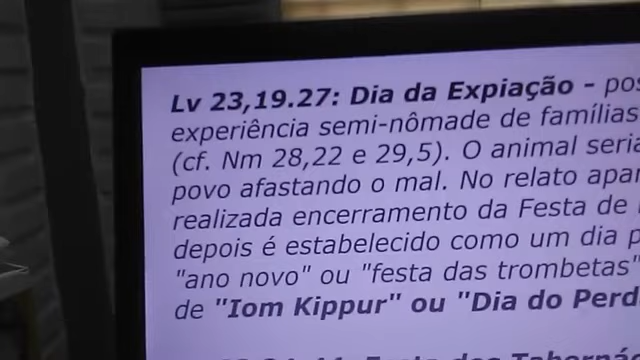 Lv 23,19.27: Dia da Expiação -
experiência semi-nômade de famílias
(cf. Nm 28,22 e 29,5). O animal seria
povo afastando o mal. No relato
realizada encerramento da Festa de
depois é estabelecido como um dia
"ano novo" ou "festa das trombetas"
de "Iom Kippur" ou "Dia do